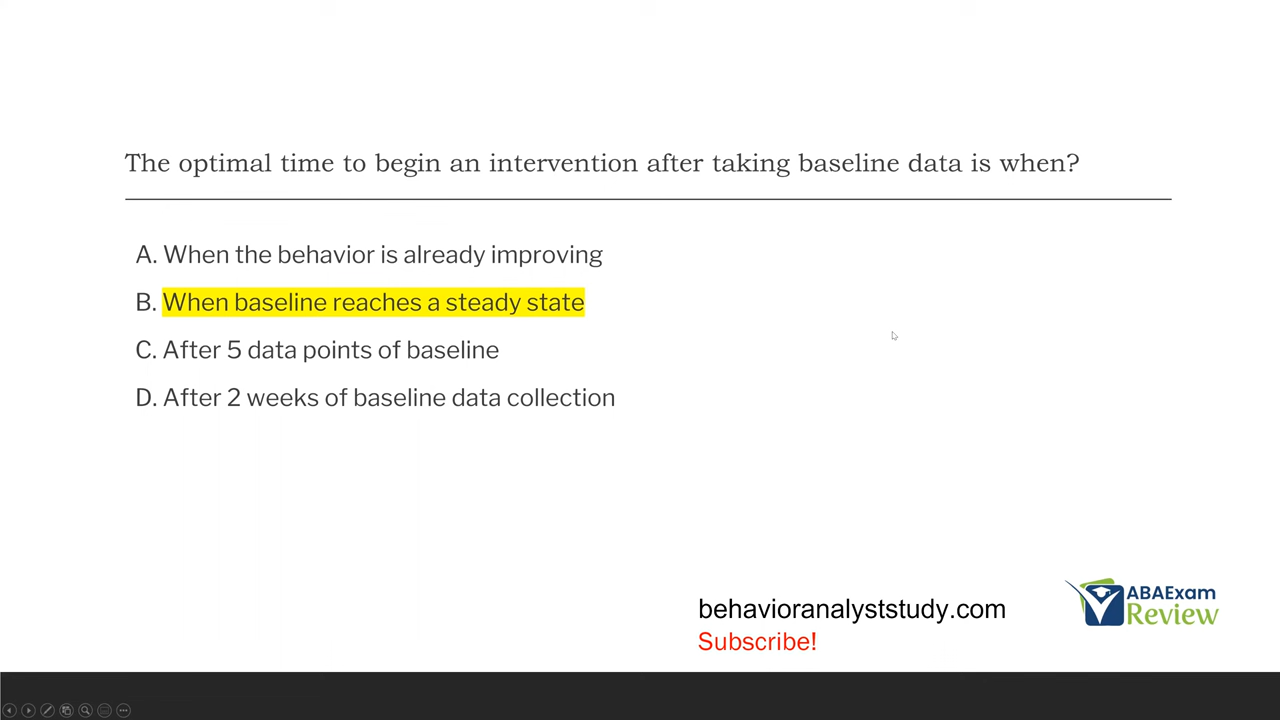 The optimal time to begin an intervention after taking baseline data is when?
A. When the behavior is already improving
B. When baseline reaches a steady state
C. After 5 data points of baseline
D. After 2 weeks of baseline data collection
behavioranalyststudy.com
Subscribe!
ABAExam
Review